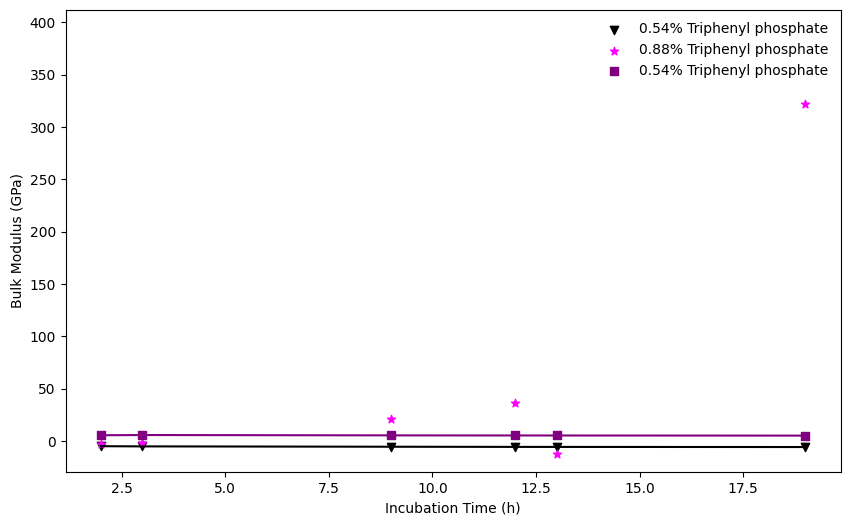 400
350
300
250
200
150
100
50
0
Bulk Modulus (GPa)
0.54% Triphenyl phosphate
0.88% Triphenyl phosphate
0.54% Triphenyl phosphate
2.5 5.0 7.5 10.0 12.5 15.0 17.5
Incubation Time (h)